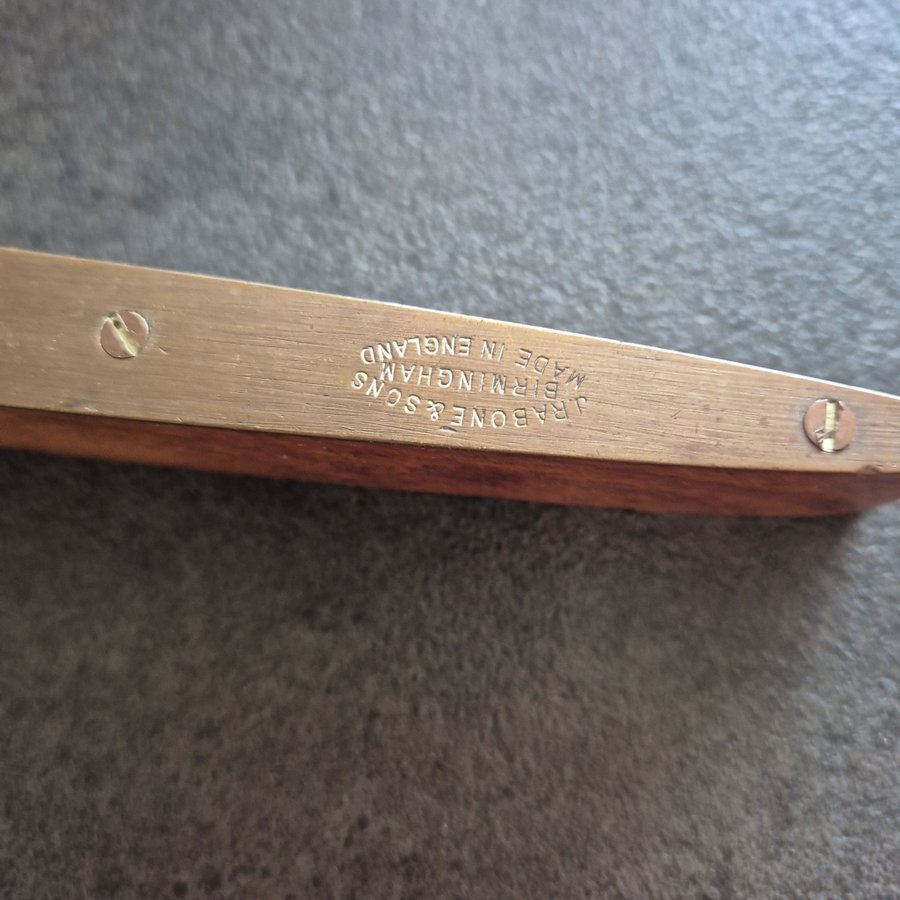 J.RABONE & SONS
BIRMINGHAM
MADE IN ENGLAND